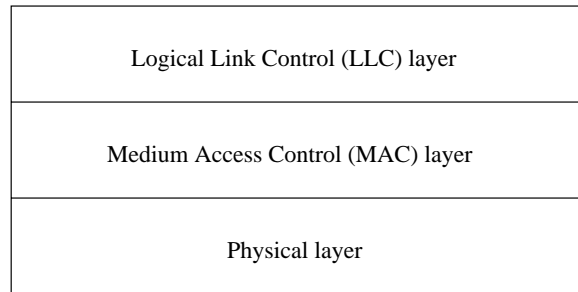 Logical Link Control (LLC) layer
Medium Access Control (MAC) layer
Physical layer